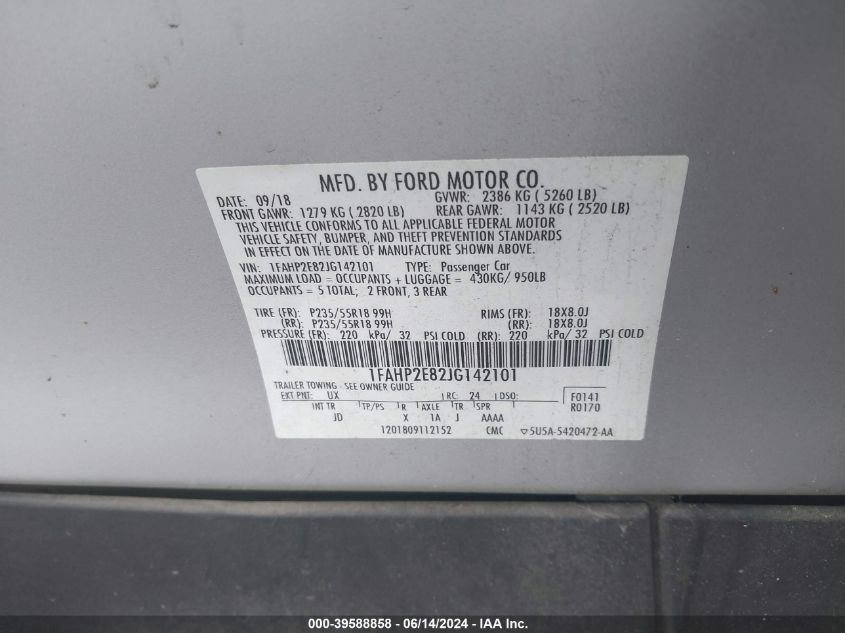 MFD. BY FORD MOTOR CO.
DATE: 09/18 GVWR: 2386 KG ( 5260 LB)
FRONT GAWR: 1279 KG ( 2820 LB) REAR GAWR: 1143 KG ( 2520 LB)
THIS VEHICLE CONFORMS TO ALL APPLICABLE FEDERAL MOTOR
VEHICLE SAFETY, BUMPER, AND THEFT PREVENTION STANDARDS
IN EFFECT ON THE DATE OF MANUFACTURE SHOWN ABOVE.
VIN: 1FAHP2E82JG142101 TYPE: Passenger Car
MAXIMUM LOAD = OCCUPANTS + LUGGAGE = 430KG/ 950LB
OCCUPANTS = 5 TOTAL; 2 FRONT, 3 REAR
TIRE (FR): P235/55R18 99H RIMS (FR): 18X8.0J
(RR): P235/55R18 99H (RR): 18X8.0J
PRESSURE (FR): 220 kPa/ 32 PSI COLD (RR): 220 kPa/ 32 PSI COLD
1FAHP2E82JG142101
TRAILER TOWING - SEE OWNER GUIDE
EXT PNT: UX RC: 24 DSO: F0141
INT TR TP/PS R AXLE TR SPR R0170
JD X 1A J AAAA
1201809112152 CMC ▽5U5A-5420472-AA
000-39588858 - 06/14/2024 - IAA Inc.